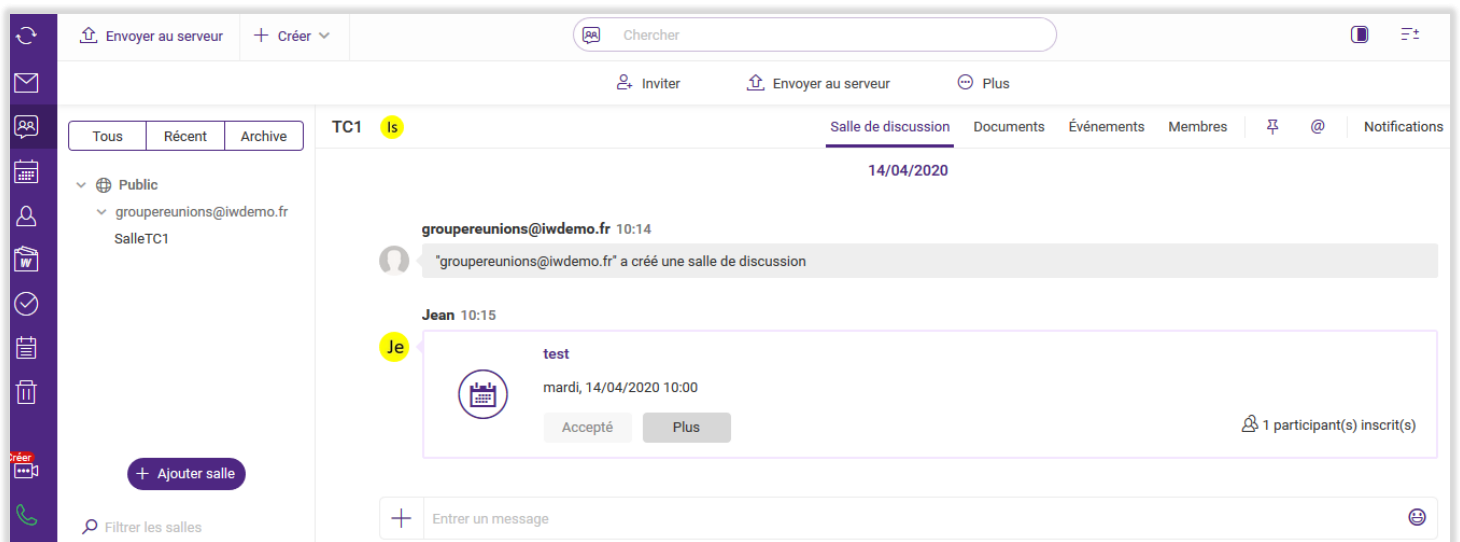 Envoyer au serveur + Créer
Chercher
Inviter Envoyer au serveur Plus
Tous Récent Archive
TC1 Is Salle de discussion Documents Événements Membres @ Notifications
14/04/2020
Public
groupereunions@iwdemo.fr
SalleTC1
groupereunions@iwdemo.fr 10:14
"groupereunions@iwdemo.fr" a créé une salle de discussion
Jean 10:15
Je
test
mardi, 14/04/2020 10:00
Accepté Plus
1 participant(s) inscrit(s)
Créer
+ Ajouter salle
Filtrer les salles
+ Entrer un message